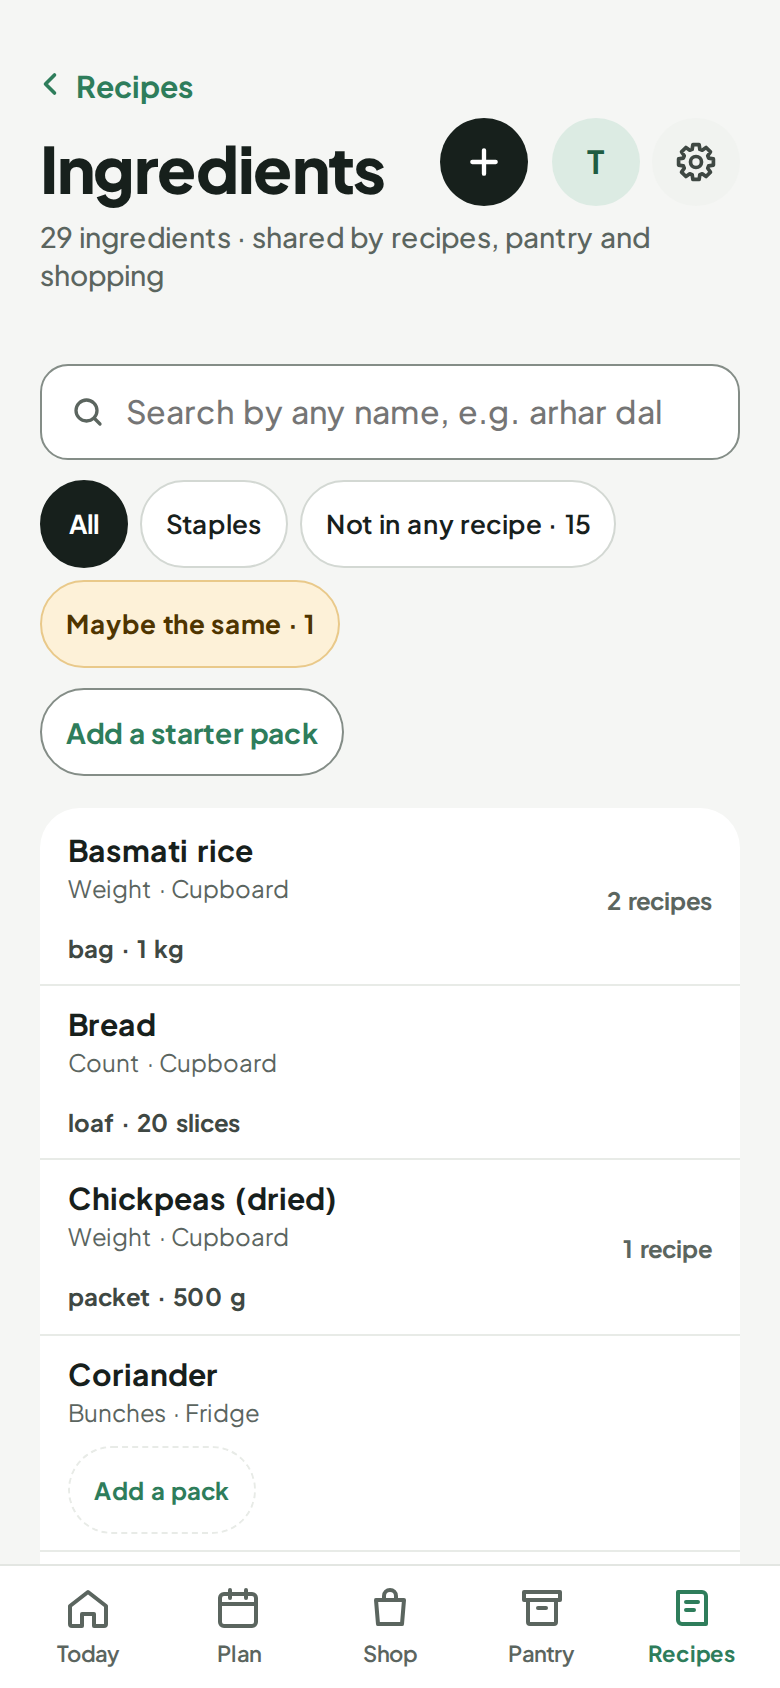 Recipes
Ingredients
T
29 ingredients · shared by recipes, pantry and
shopping
Search by any name, e.g. arhar dal
All
Staples
Not in any recipe · 15
Maybe the same · 1
Add a starter pack
Basmati rice
Weight · Cupboard
2 recipes
bag · 1 kg
Bread
Count · Cupboard
loaf · 20 slices
Chickpeas (dried)
Weight · Cupboard
1 recipe
packet · 500 g
Coriander
Bunches · Fridge
Add a pack
Today
Plan
Shop
Pantry
Recipes